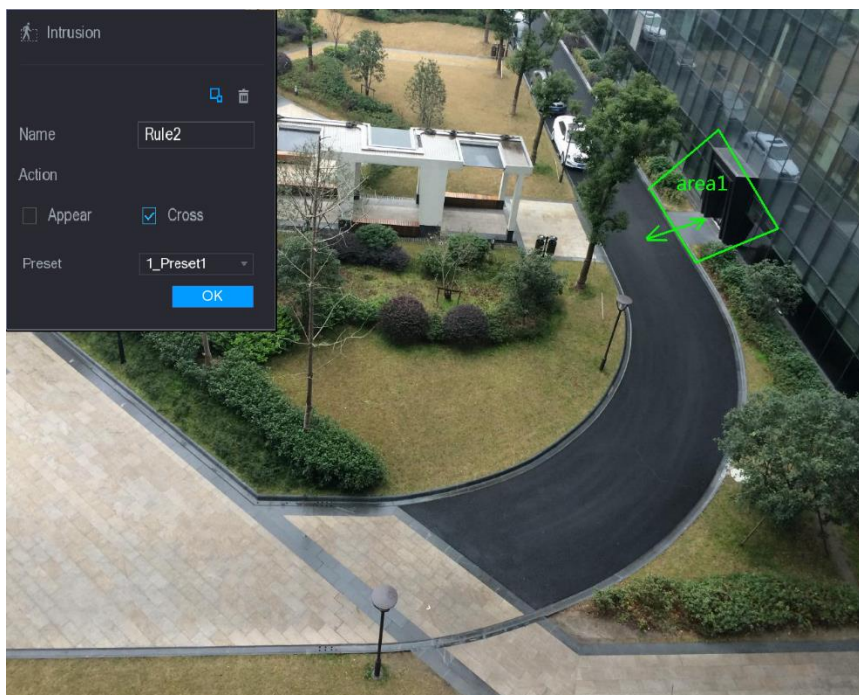 Intrusion
Name Rule2
Action
Appear Cross
Preset 1_Preset1
OK
area1